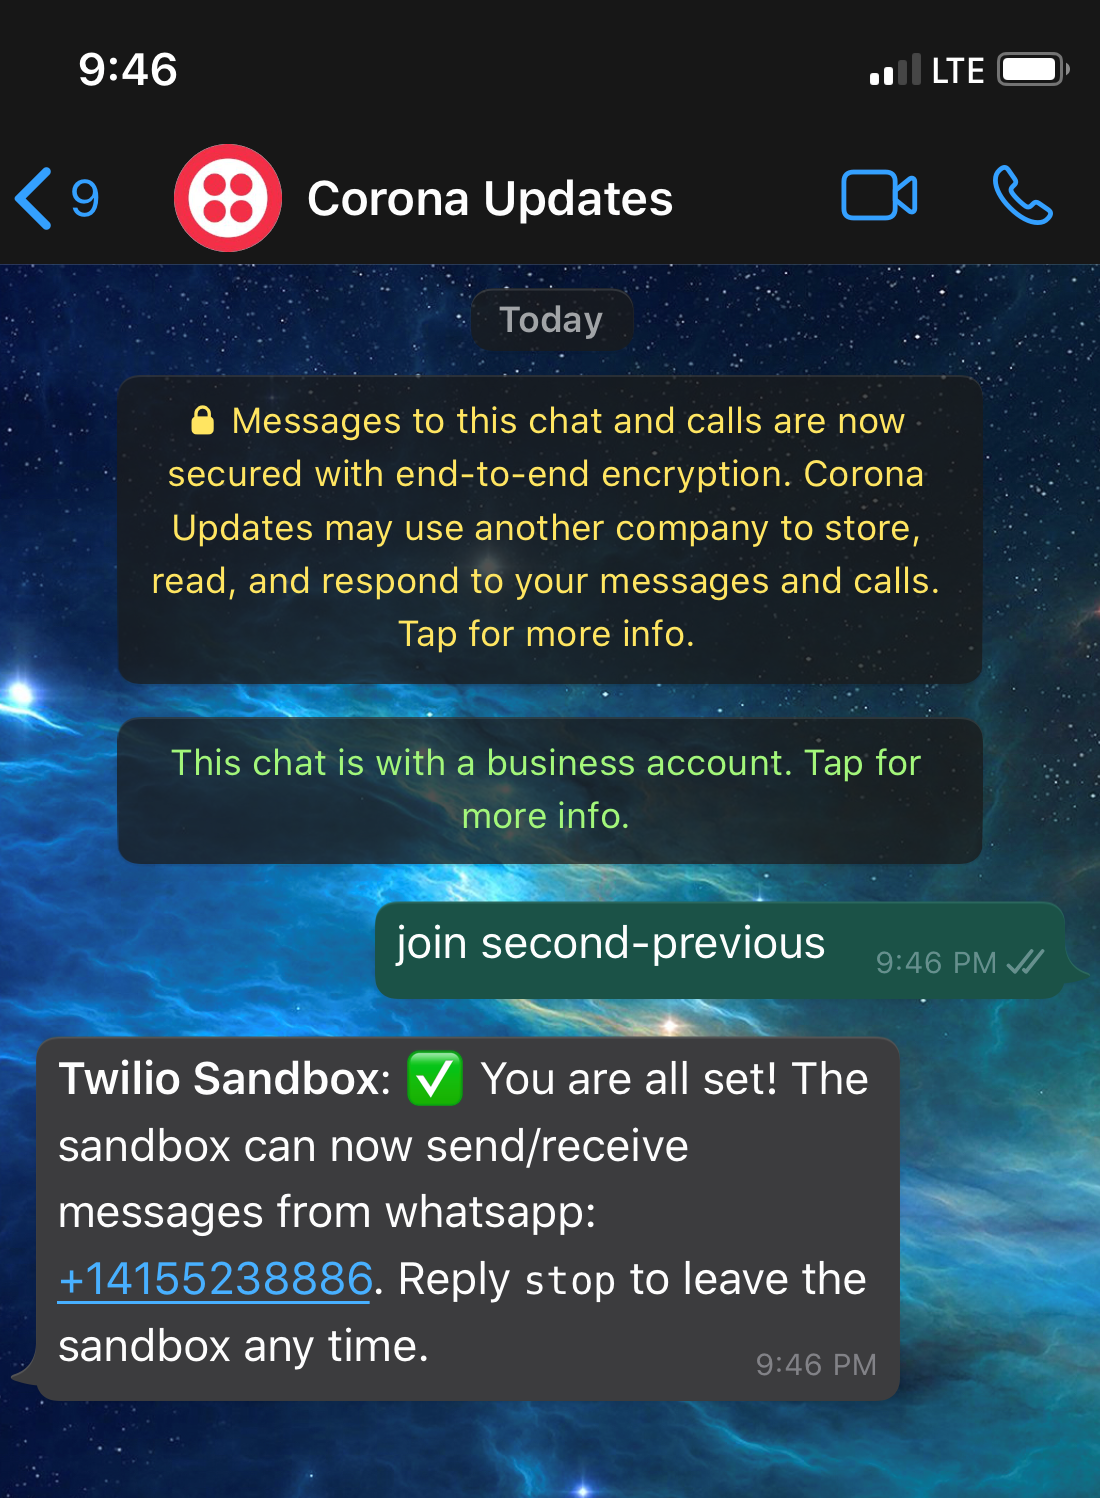 9:46
LTE
9
Corona Updates
Today
🔒 Messages to this chat and calls are now
secured with end-to-end encryption. Corona
Updates may use another company to store,
read, and respond to your messages and calls.
Tap for more info.
This chat is with a business account. Tap for
more info.
join second-previous
9:46 PM
Twilio Sandbox: ✅ You are all set! The
sandbox can now send/receive
messages from whatsapp:
+14155238886. Reply stop to leave the
sandbox any time.
9:46 PM